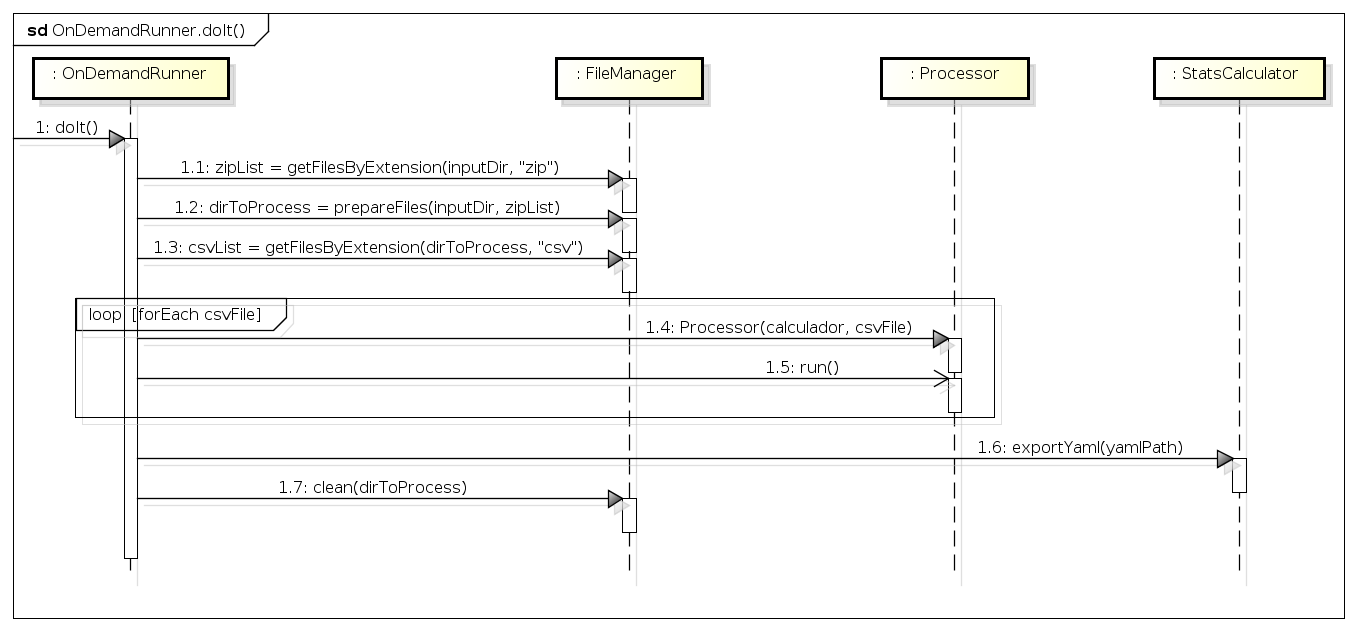 sd OnDemandRunner.doIt()
: OnDemandRunner
: FileManager
: Processor
: StatsCalculator
1: doIt()
1.1: zipList = getFilesByExtension(inputDir, "zip")
1.2: dirToProcess = prepareFiles(inputDir, zipList)
1.3: csvList = getFilesByExtension(dirToProcess, "csv")
loop [forEach csvFile]
1.4: Processor(calculador, csvFile)
1.5: run()
1.6: exportYaml(yamlPath)
1.7: clean(dirToProcess)